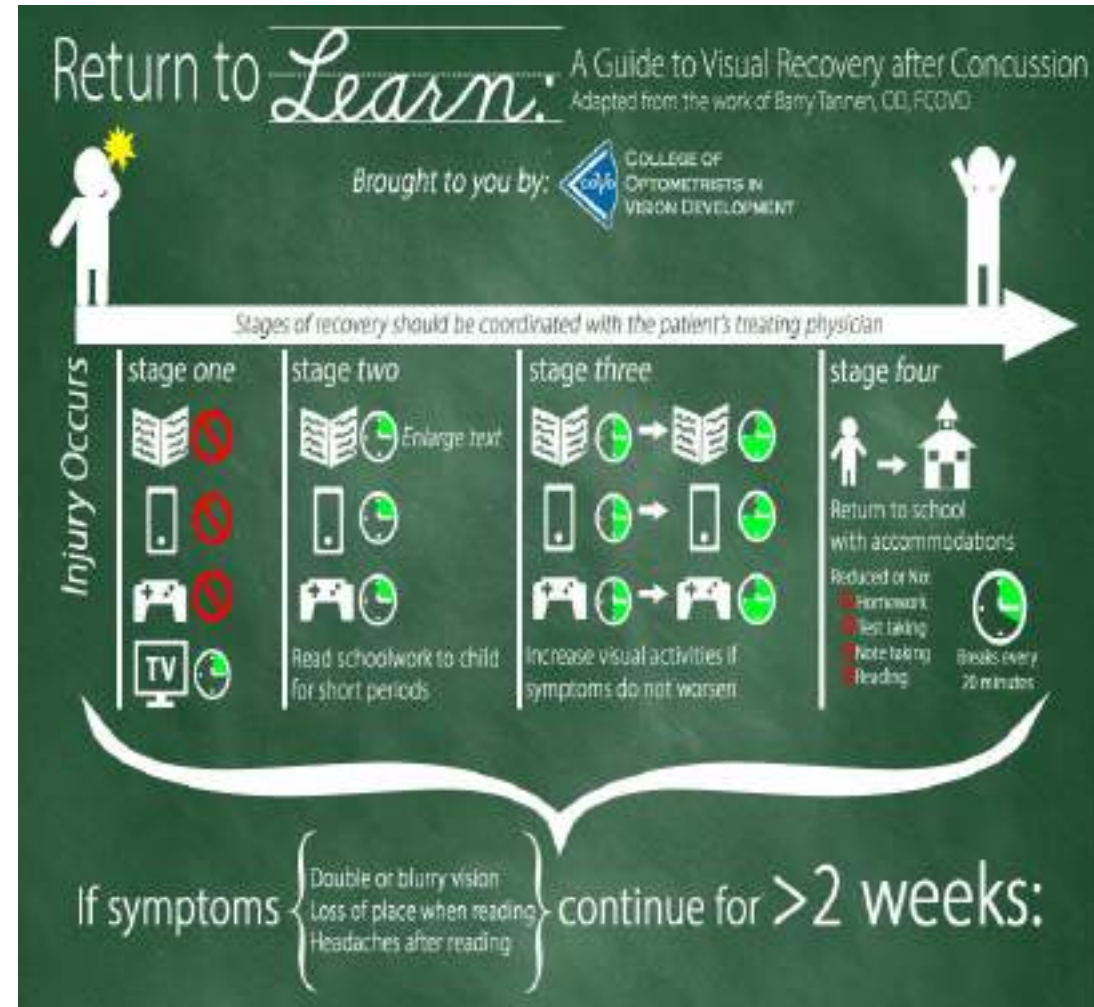 Return to Learn:
A Guide to Visual Recovery after Concussion
Adapted from the work of Barry Tannen, OD, FCOVD
Brought to you by:
COVD
COLLEGE OF
OPTOMETRISTS IN
VISION DEVELOPMENT
Stages of recovery should be coordinated with the patient's treating physician
Injury Occurs
stage one
TV
stage two
Enlarge text
Read schoolwork to child
for short periods
stage three
Increase visual activities if
symptoms do not worsen
stage four
Return to school
with accommodations
Reduced or No:
Homework
Test taking
Note taking
Reading
Breaks every
20 minutes
If symptoms
Double or blurry vision
Loss of place when reading
Headaches after reading
continue for >2 weeks: